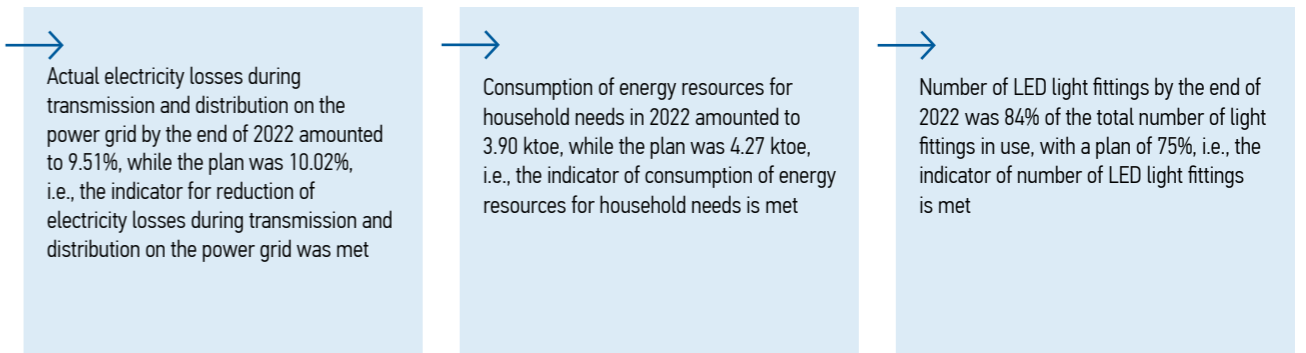 Actual electricity losses during
transmission and distribution on the
power grid by the end of 2022 amounted
to 9.51%, while the plan was 10.02%,
i.e., the indicator for reduction of
electricity losses during transmission and
distribution on the power grid was met
Consumption of energy resources for
household needs in 2022 amounted to
3.90 ktoe, while the plan was 4.27 ktoe,
i.e., the indicator of consumption of energy
resources for household needs is met
Number of LED light fittings by the end of
2022 was 84% of the total number of light
fittings in use, with a plan of 75%, i.e., the
indicator of number of LED light fittings
is met